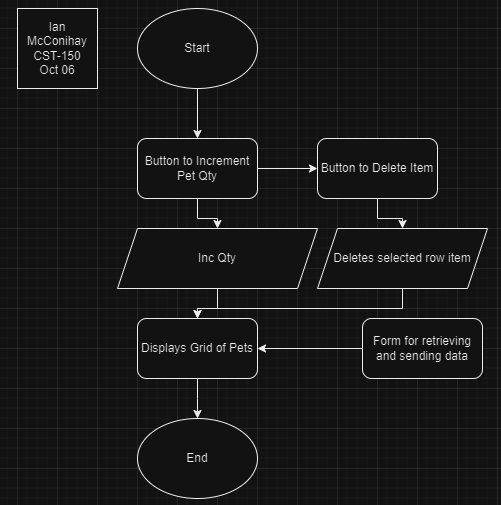 Ian
McConihay
CST-150
Oct 06
Start
Button to Increment
Pet Qty
Button to Delete Item
Inc Qty
Deletes selected row item
Displays Grid of Pets
Form for retrieving
and sending data
End